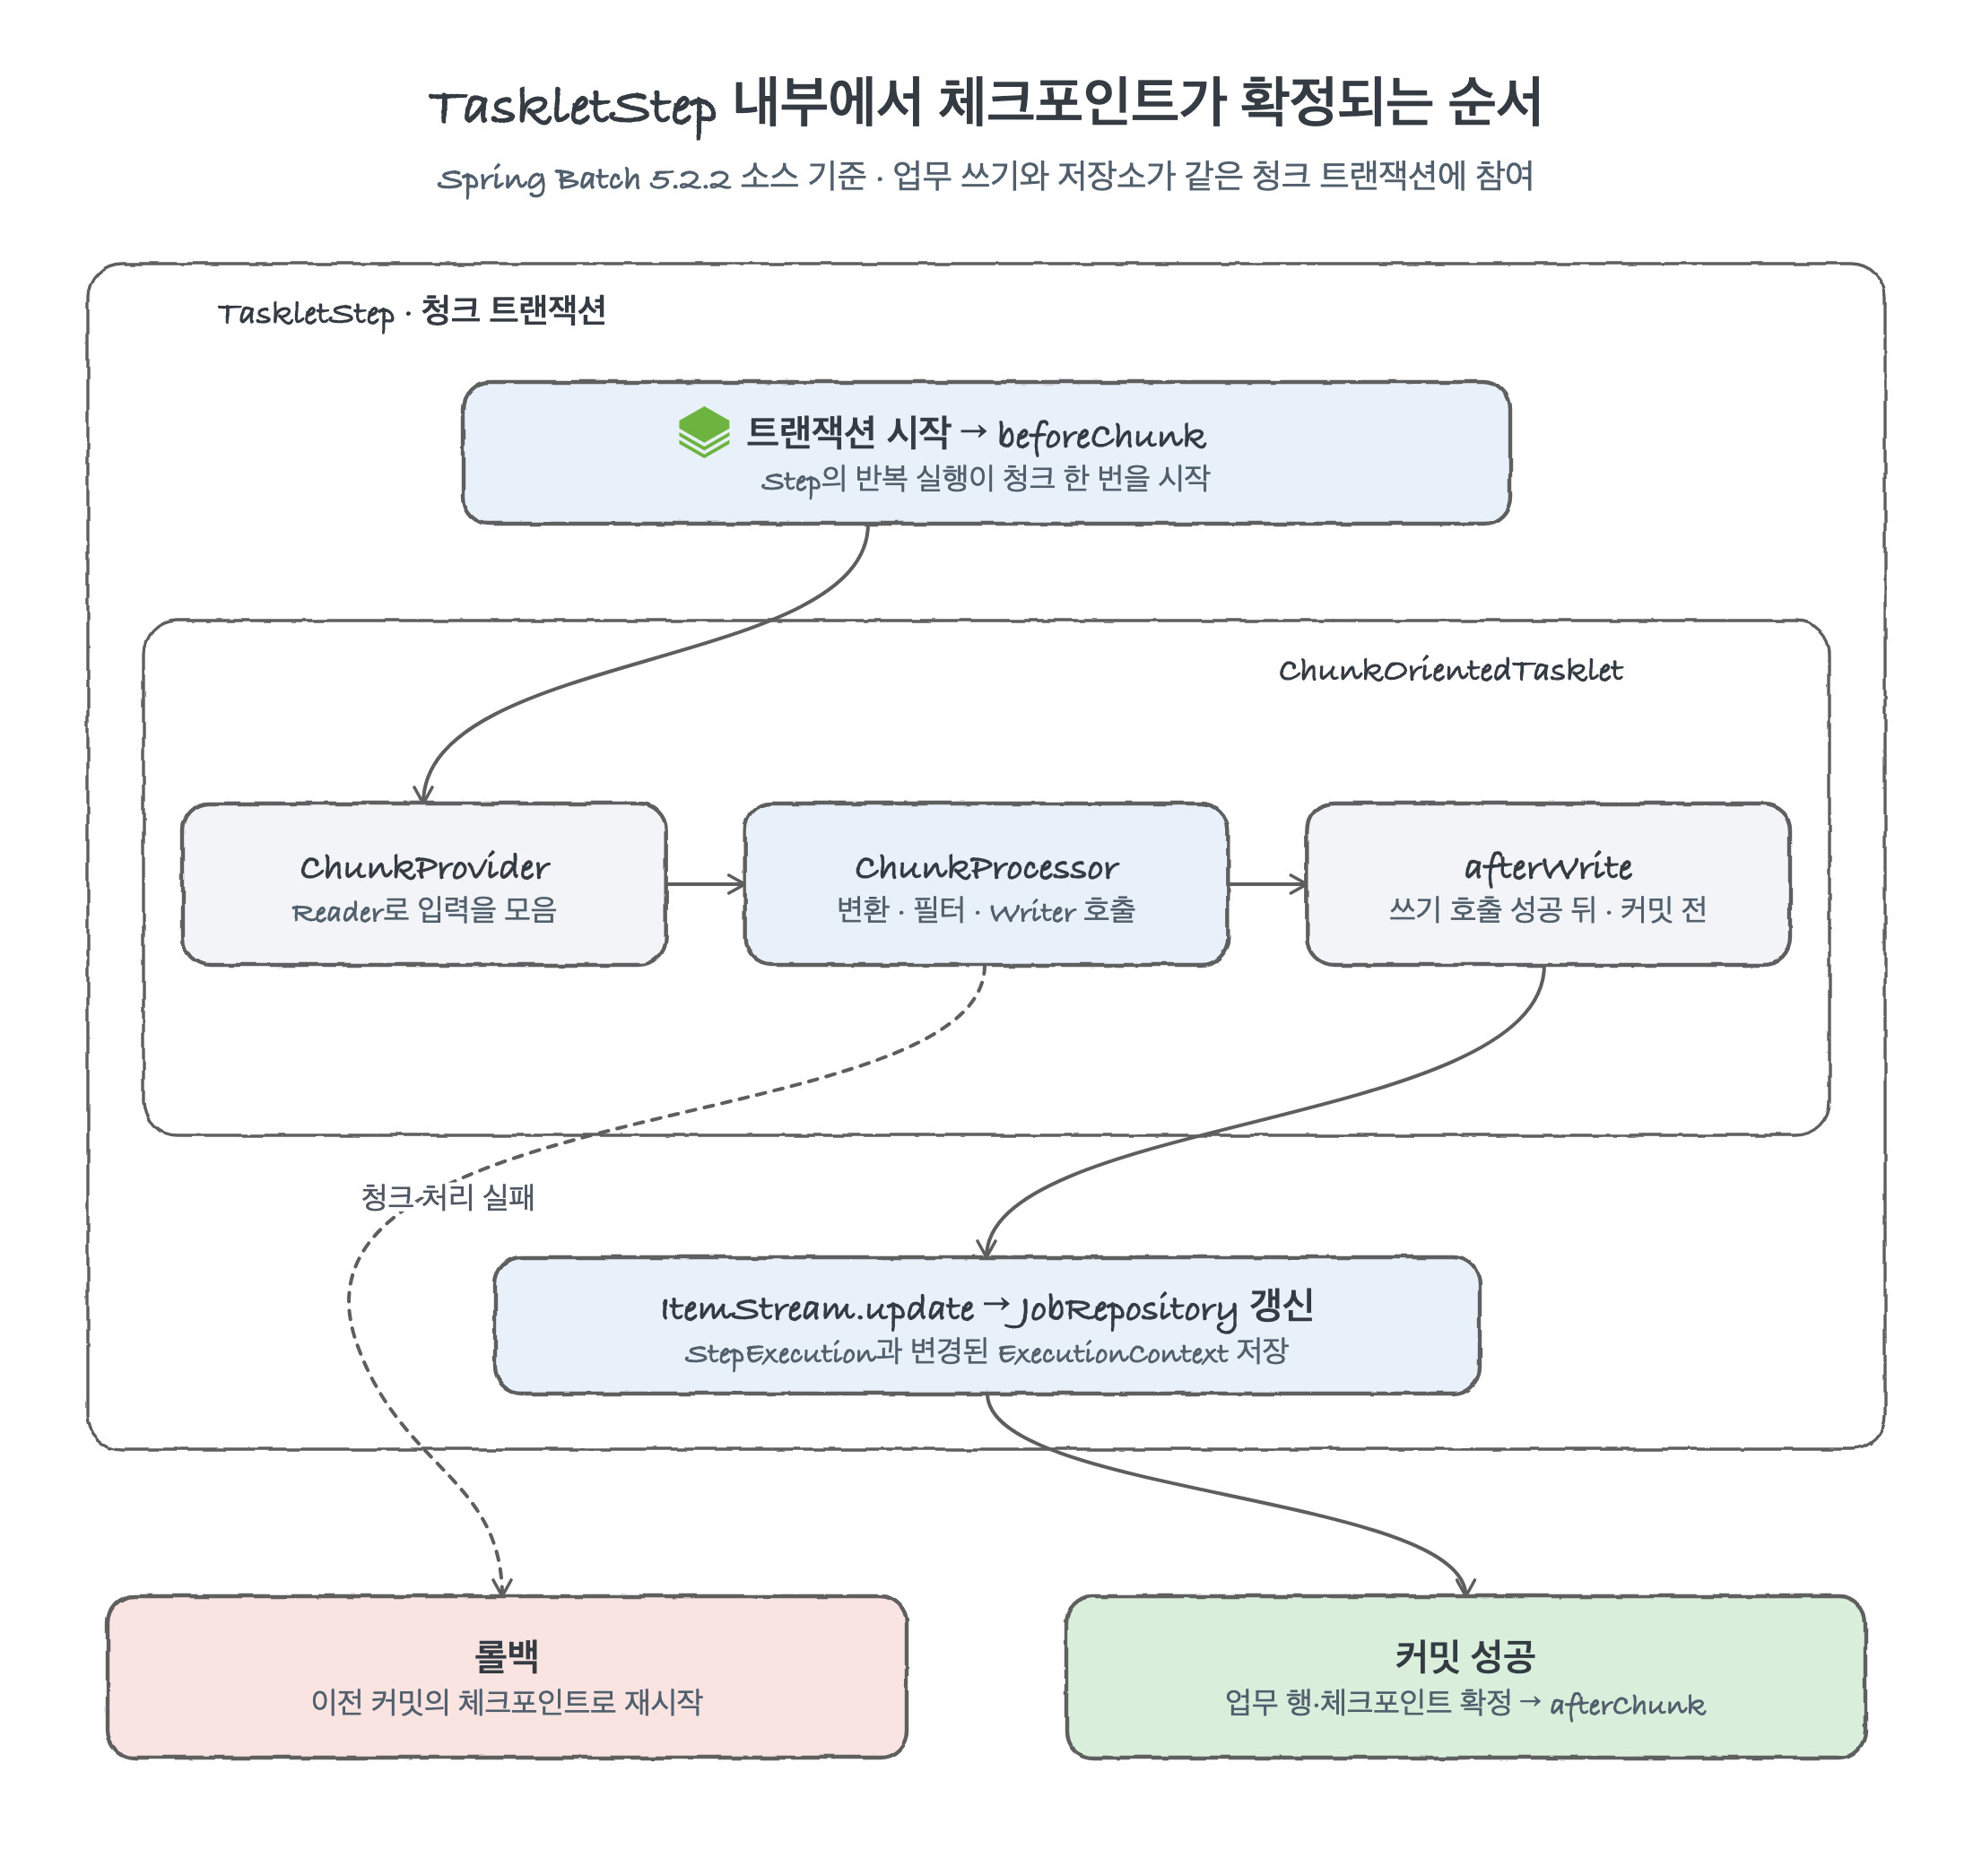 TaskletStep 내부에서 체크포인트가 확정되는 순서
Spring Batch 5.2.2 소스 기준 · 업무 쓰기와 저장소가 같은 청크 트랜잭션에 참여
TaskletStep · 청크 트랜잭션
트랜잭션 시작 → beforeChunk
Step의 반복 실행이 청크 한 번을 시작
ChunkOrientedTasklet
ChunkProvider
Reader로 입력을 모음
ChunkProcessor
변환 · 필터 · Writer 호출
afterWrite
쓰기 호출 성공 뒤 · 커밋 전
청크 처리 실패
ItemStream.update → JobRepository 갱신
StepExecution과 변경된 ExecutionContext 저장
롤백
이전 커밋의 체크포인트로 재시작
커밋 성공
업무 행·체크포인트 확정 → afterChunk